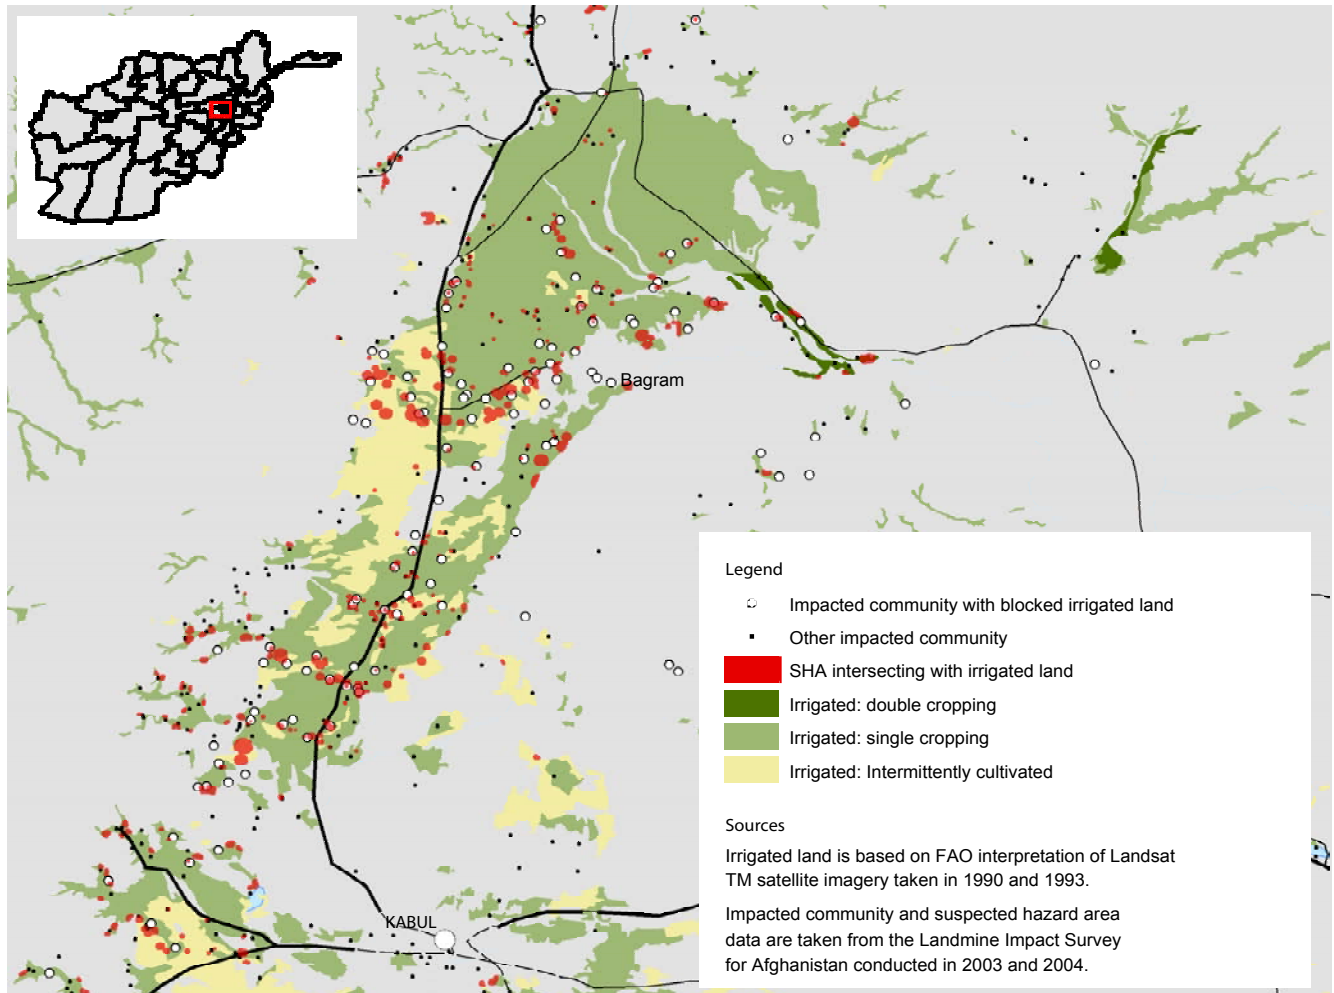 Bagram
KABUL
Legend
Impacted community with blocked irrigated land
Other impacted community
SHA intersecting with irrigated land
Irrigated: double cropping
Irrigated: single cropping
Irrigated: Intermittently cultivated
Sources
Irrigated land is based on FAO interpretation of Landsat
TM satellite imagery taken in 1990 and 1993.
Impacted community and suspected hazard area
data are taken from the Landmine Impact Survey
for Afghanistan conducted in 2003 and 2004.